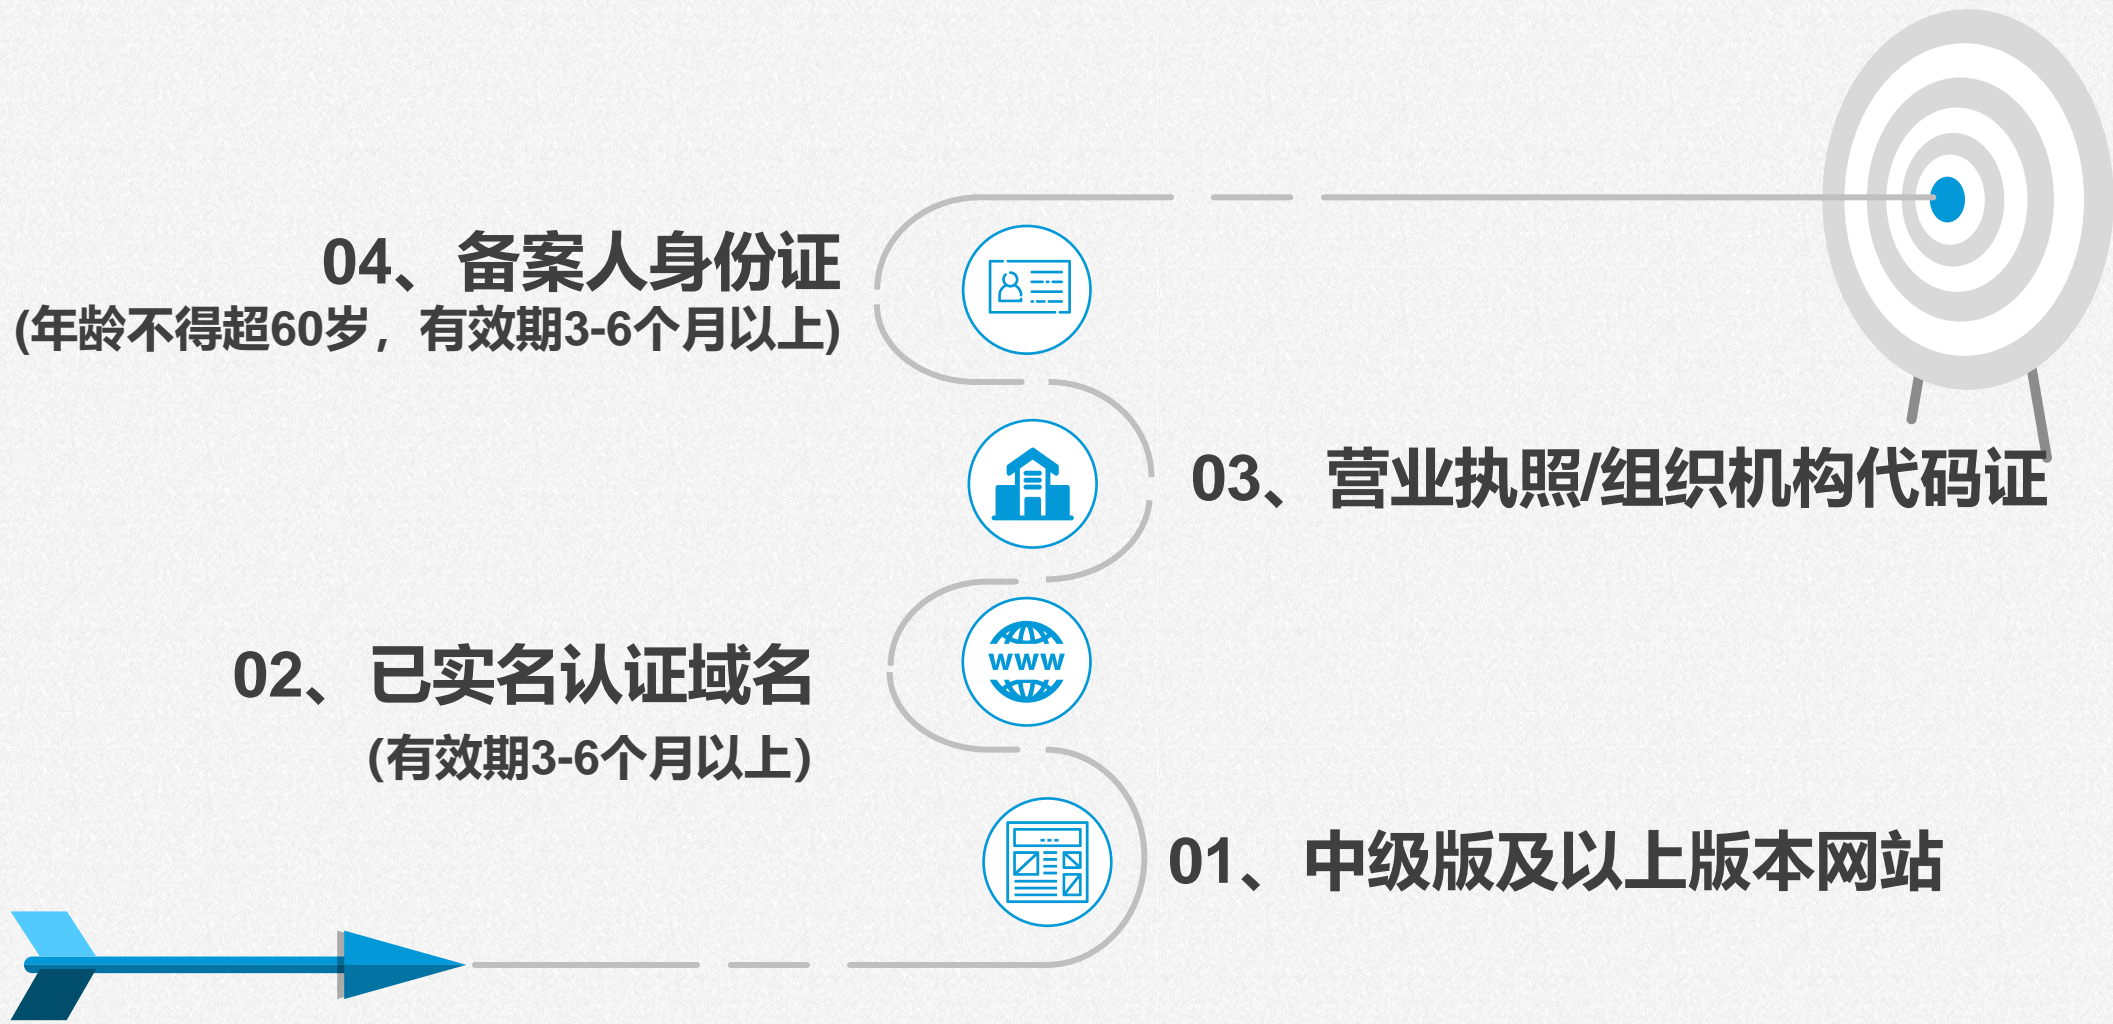 04、备案人身份证
(年龄不得超60岁，有效期3-6个月以上)
03、营业执照/组织机构代码证
WWW
02、已实名认证域名
(有效期3-6个月以上)
01、中级版及以上版本网站